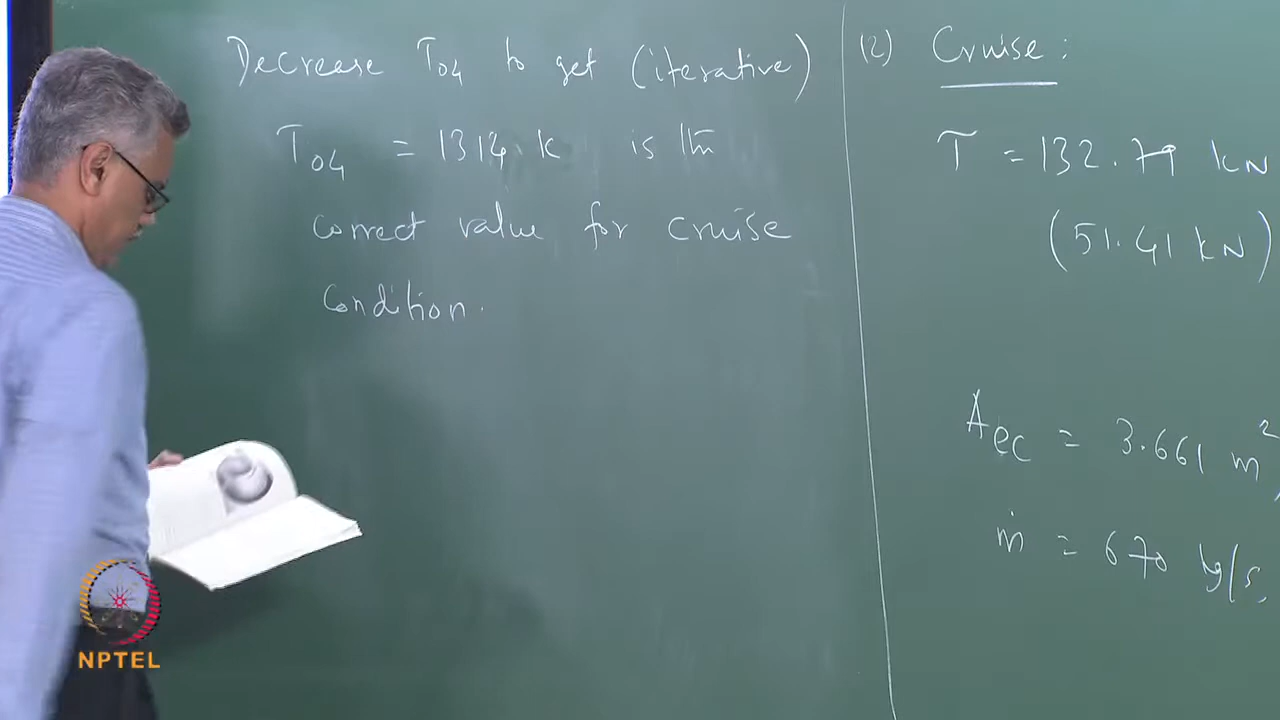 Decrease T04 to get (iterative)
T04 = 1314 K is the
correct value for cruise
condition.
(2) Cruise:
T = 132.79 kN
(51.41 kN)
Aec = 3.661 m²,
ṁ = 670 kg/s,
NPTEL